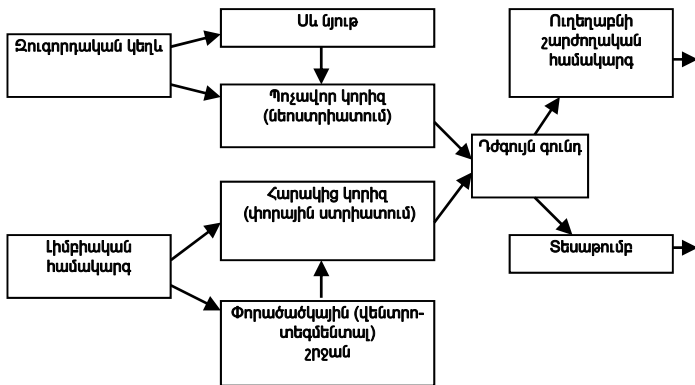 Սև նյութ
Ուղեղաբնի
շարժողական
համակարգ
Զուգորդական կեղև
Պոչավոր կորիզ
(նեոստրիատում)
Դժգույն գունդ
Հարակից կորիզ
(փորային ստրիատում)
Լիմբիական
համակարգ
Տեսաթումբ
Փորածածկային (վենտրո-
տեգմենտալ)
շրջան